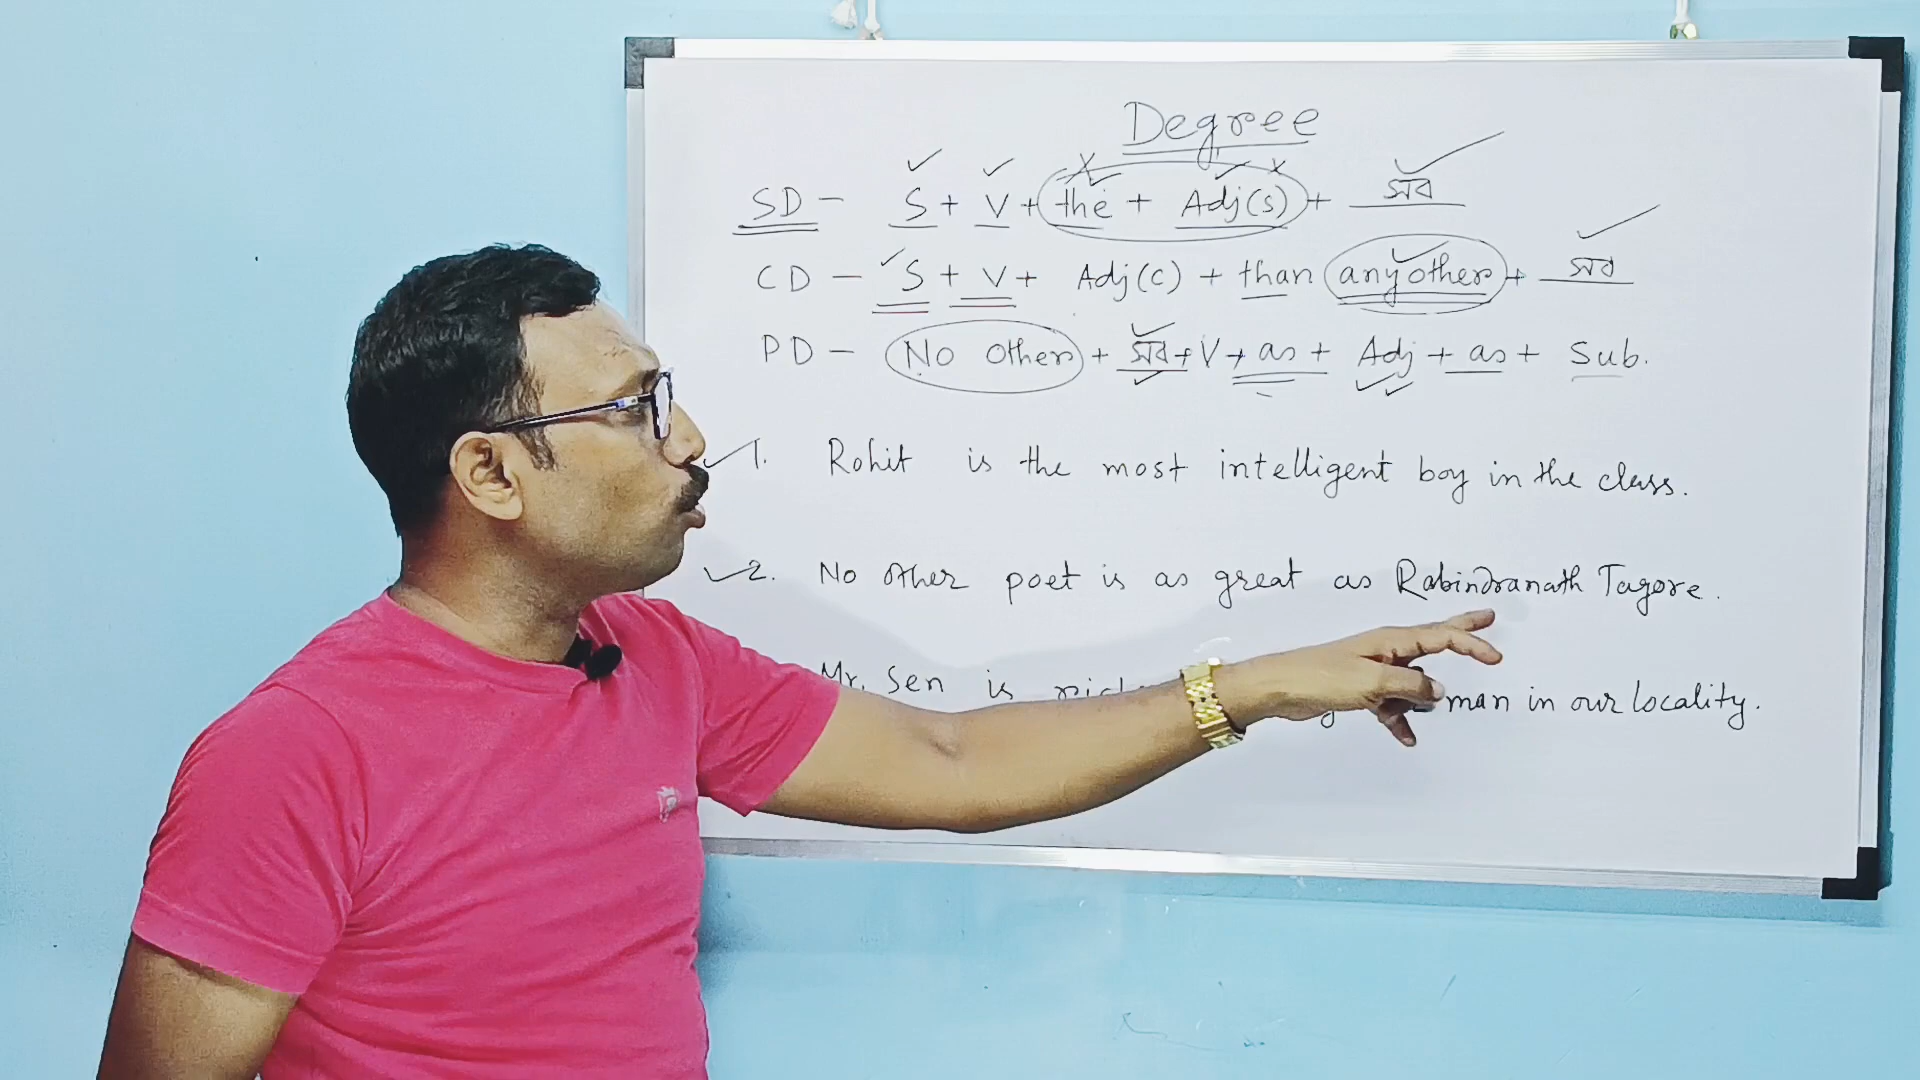 Degree
SD - S + V + the + Adj(s) + সব
CD - S + V + Adj(c) + than any other + সব
PD - No Other + সব + V + as + Adj + as + Sub.
1. Rohit is the most intelligent boy in the class.
2. No other poet is as great as Rabindranath Tagore.
Mr. Sen is man in our locality.